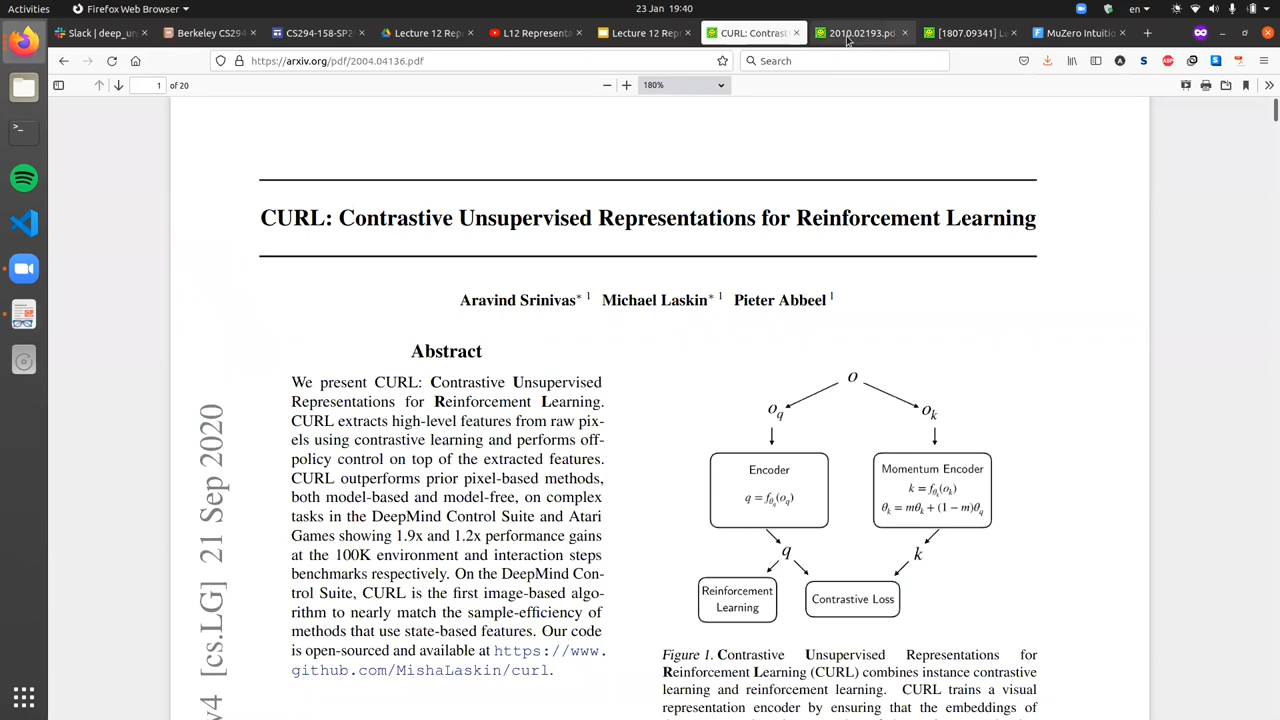 Activities
Firefox Web Browser
23 Jan 19:40
en
Slack | deep_un
Berkeley CS294
CS294-158-SP2
Lecture 12 Rep
L12 Represent
Lecture 12 Rep
CURL: Contrast
2010.02193.pd
[1807.09341] Le
MuZero Intuitio
https://arxiv.org/pdf/2004.04136.pdf
Search
1 of 20
180%
CURL: Contrastive Unsupervised Representations for Reinforcement Learning
Aravind Srinivas* 1 Michael Laskin* 1 Pieter Abbeel 1
Abstract
We present CURL: Contrastive Unsupervised
Representations for Reinforcement Learning.
CURL extracts high-level features from raw pix-
els using contrastive learning and performs off-
policy control on top of the extracted features.
CURL outperforms prior pixel-based methods,
both model-based and model-free, on complex
tasks in the DeepMind Control Suite and Atari
Games showing 1.9x and 1.2x performance gains
at the 100K environment and interaction steps
benchmarks respectively. On the DeepMind Con-
trol Suite, CURL is the first image-based algo-
rithm to nearly match the sample-efficiency of
methods that use state-based features. Our code
is open-sourced and available at https://www.
github.com/MishaLaskin/curl.
v4 [cs.LG] 21 Sep 2020
o
o_q
o_k
Encoder
q = f_θq(o_q)
Momentum Encoder
k = f_θk(o_k)
θ_k = mθ_k + (1 − m)θ_q
q
k
Reinforcement
Learning
Contrastive Loss
Figure 1. Contrastive Unsupervised Representations for
Reinforcement Learning (CURL) combines instance contrastive
learning and reinforcement learning. CURL trains a visual
representation encoder by ensuring that the embeddings of